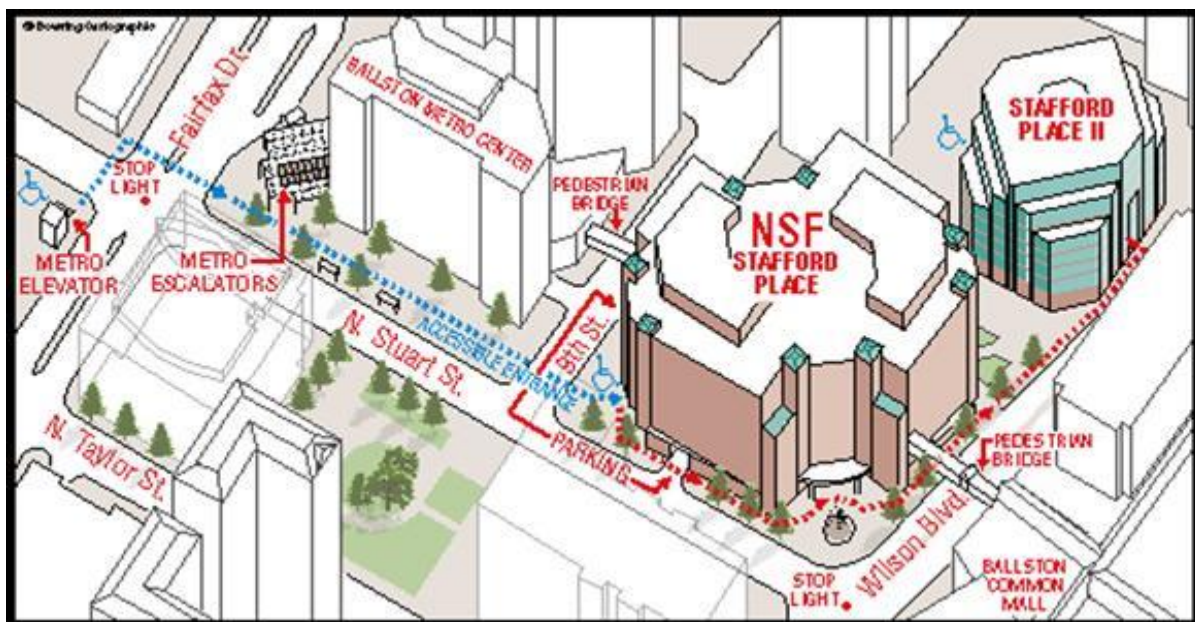 © Bowring Cartographic
Fairfax Dr.
BALLSTON METRO CENTER
STAFFORD
PLACE II
STOP
LIGHT
PEDESTRIAN
BRIDGE
NSF
STAFFORD
PLACE
METRO
ELEVATOR
METRO
ESCALATORS
8th St.
N. Stuart St.
ACCESSIBLE ENTRANCE
N. Taylor St.
PARKING
PEDESTRIAN
BRIDGE
Wilson Blvd.
STOP
LIGHT
BALLSTON
COMMON
MALL